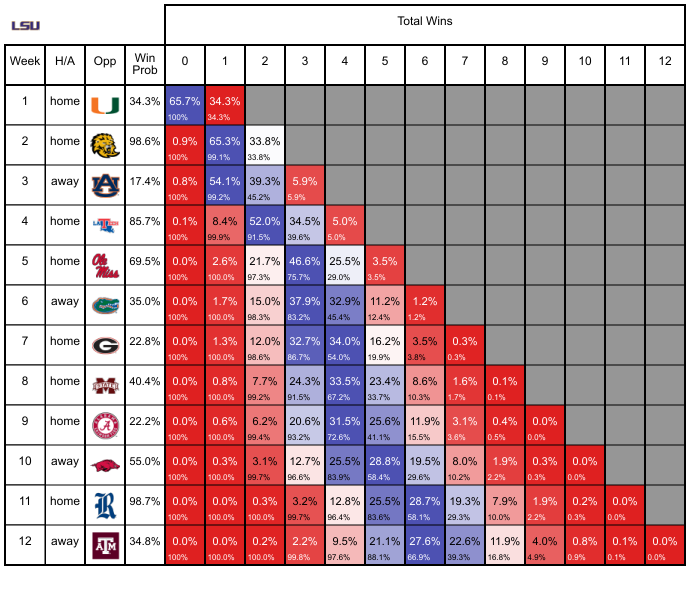 LSU
Total Wins
Week H/A Opp Win Prob 0 1 2 3 4 5 6 7 8 9 10 11 12
1 home U 34.3% 65.7% 34.3%
100% 34.3%
2 home 98.6% 0.9% 65.3% 33.8%
100% 99.1% 33.8%
3 away AU 17.4% 0.8% 54.1% 39.3% 5.9%
100% 99.2% 45.2% 5.9%
4 home LA TECH 85.7% 0.1% 8.4% 52.0% 34.5% 5.0%
100% 99.9% 91.5% 39.6% 5.0%
5 home Ole Miss 69.5% 0.0% 2.6% 21.7% 46.6% 25.5% 3.5%
100% 100.0% 97.3% 75.7% 29.0% 3.5%
6 away 35.0% 0.0% 1.7% 15.0% 37.9% 32.9% 11.2% 1.2%
100% 100.0% 98.3% 83.2% 45.4% 12.4% 1.2%
7 home G 22.8% 0.0% 1.3% 12.0% 32.7% 34.0% 16.2% 3.5% 0.3%
100% 100.0% 98.6% 86.7% 54.0% 19.9% 3.8% 0.3%
8 home M STATE 40.4% 0.0% 0.8% 7.7% 24.3% 33.5% 23.4% 8.6% 1.6% 0.1%
100% 100.0% 99.2% 91.5% 67.2% 33.7% 10.3% 1.7% 0.1%
9 home A 22.2% 0.0% 0.6% 6.2% 20.6% 31.5% 25.6% 11.9% 3.1% 0.4% 0.0%
100% 100.0% 99.4% 93.2% 72.6% 41.1% 15.5% 3.6% 0.5% 0.0%
10 away 55.0% 0.0% 0.3% 3.1% 12.7% 25.5% 28.8% 19.5% 8.0% 1.9% 0.3% 0.0%
100% 100.0% 99.7% 96.6% 83.9% 58.4% 29.6% 10.2% 2.2% 0.3% 0.0%
11 home R 98.7% 0.0% 0.0% 0.3% 3.2% 12.8% 25.5% 28.7% 19.3% 7.9% 1.9% 0.2% 0.0%
100% 100.0% 100.0% 99.7% 96.4% 83.6% 58.1% 29.3% 10.0% 2.2% 0.3% 0.0%
12 away ATM 34.8% 0.0% 0.0% 0.2% 2.2% 9.5% 21.1% 27.6% 22.6% 11.9% 4.0% 0.8% 0.1% 0.0%
100% 100.0% 100.0% 99.8% 97.6% 88.1% 66.9% 39.3% 16.8% 4.9% 0.9% 0.1% 0.0%